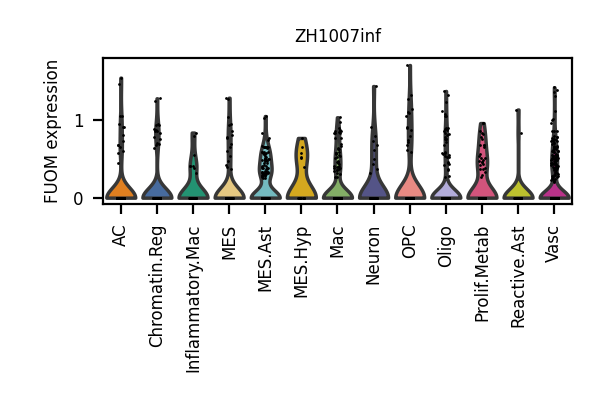 ZH1007inf
FUOM expression
1
0
AC
Chromatin.Reg
Inflammatory.Mac
MES
MES.Ast
MES.Hyp
Mac
Neuron
OPC
Oligo
Prolif.Metab
Reactive.Ast
Vasc